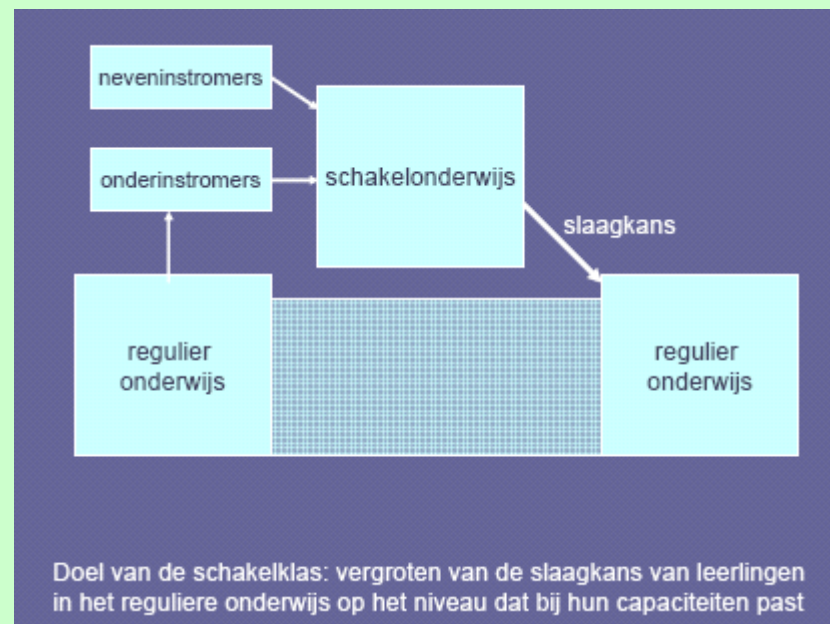 neveninstromers
onderinstromers
schakelonderwijs
slaagkans
regulier
onderwijs
regulier
onderwijs
Doel van de schakelklas: vergroten van de slaagkans van leerlingen
in het reguliere onderwijs op het niveau dat bij hun capaciteiten past